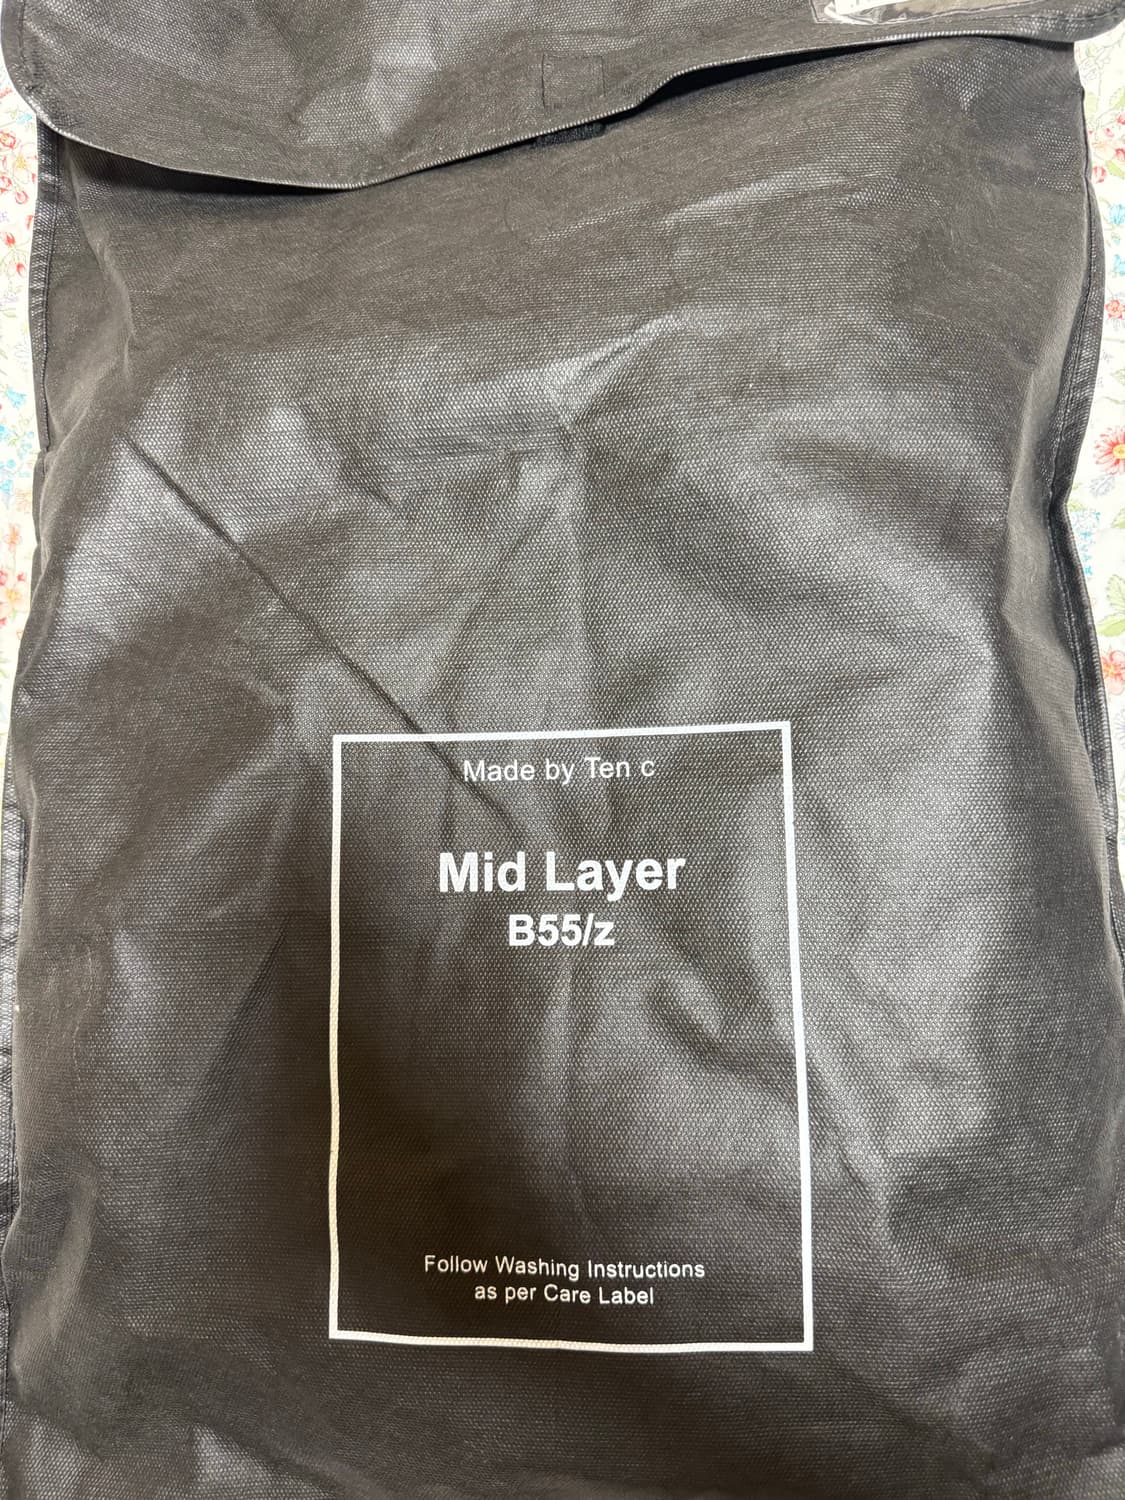 Made by Ten c
Mid Layer
B55/z
Follow Washing Instructions
as per Care Label